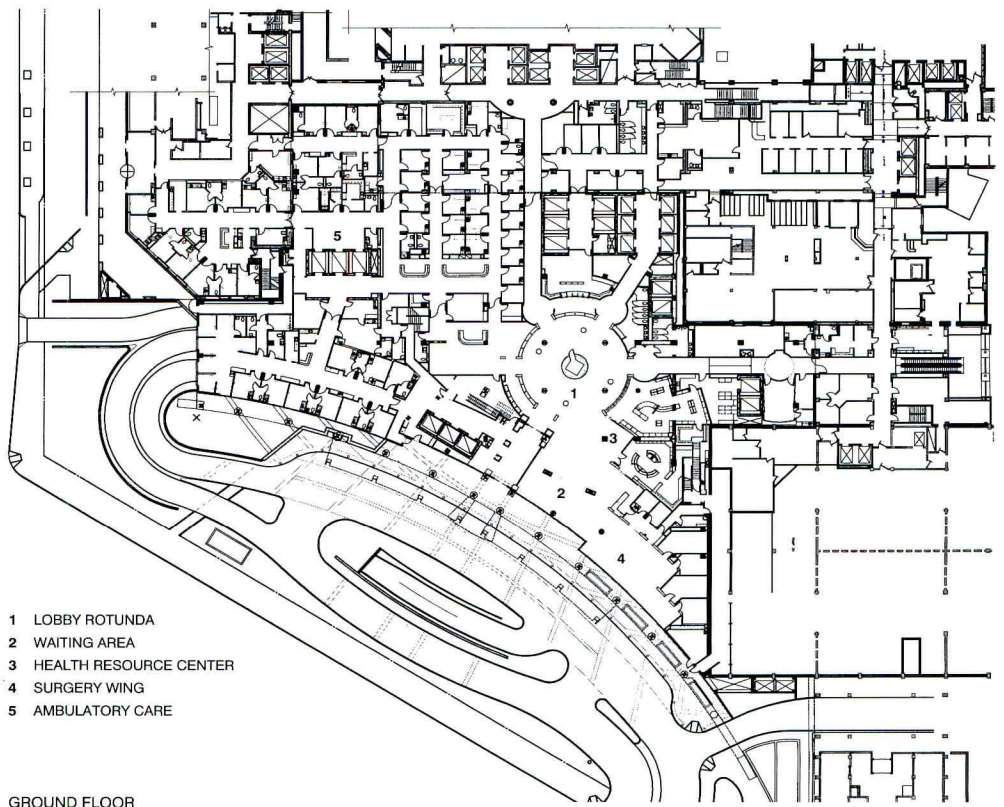 5
1
3
2
4
1 LOBBY ROTUNDA
2 WAITING AREA
3 HEALTH RESOURCE CENTER
4 SURGERY WING
5 AMBULATORY CARE
GROUND FLOOR